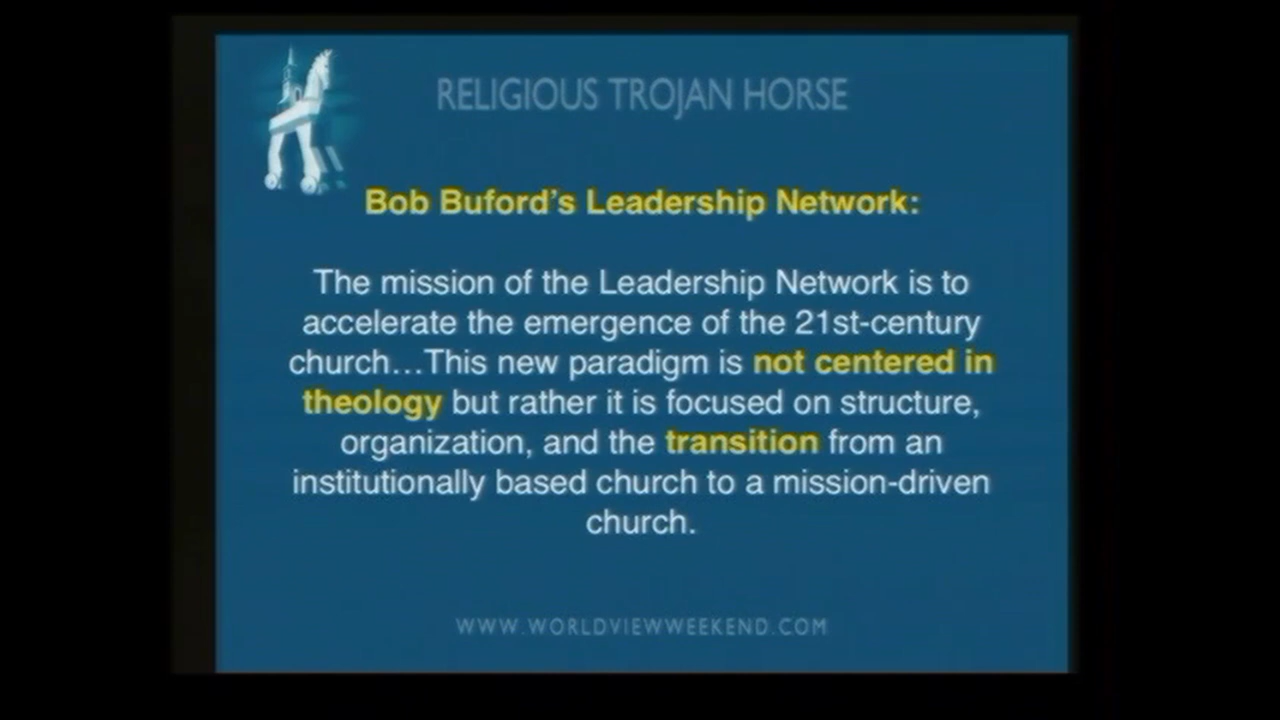 RELIGIOUS TROJAN HORSE
Bob Buford’s Leadership Network:
The mission of the Leadership Network is to
accelerate the emergence of the 21st-century
church…This new paradigm is not centered in
theology but rather it is focused on structure,
organization, and the transition from an
institutionally based church to a mission-driven
church.
WWW.WORLDVIEWWEEKEND.COM